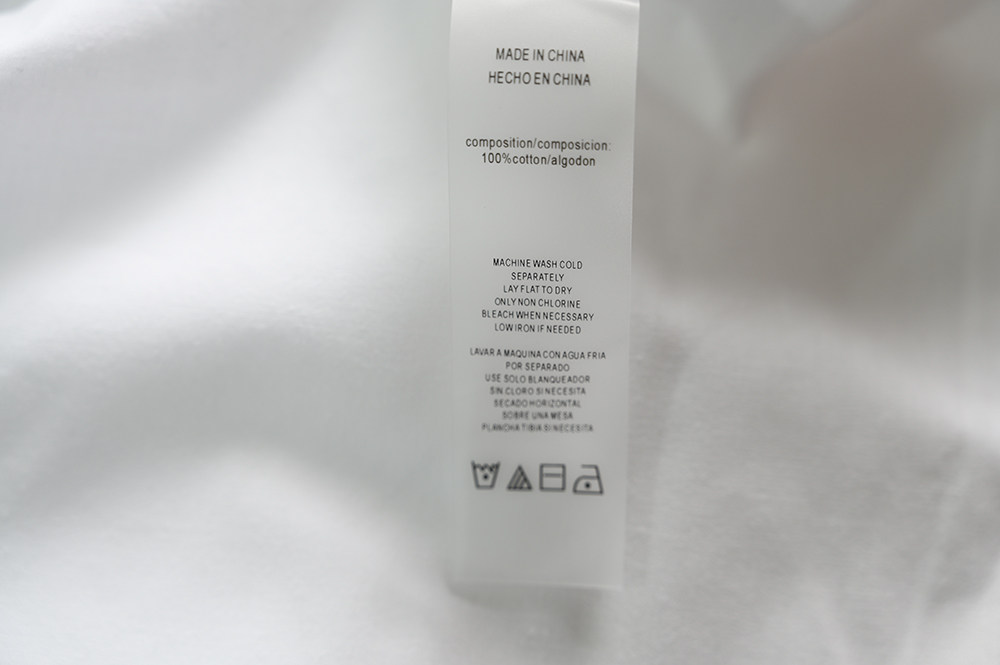 MADE IN CHINA
HECHO EN CHINA
composition/composicion:
100%cotton/algodon
MACHINE WASH COLD
SEPARATELY
LAY FLAT TO DRY
ONLY NON CHLORINE
BLEACH WHEN NECESSARY
LOW IRON IF NEEDED
LAVAR A MAQUINA CON AGUA FRIA
POR SEPARADO
USE SOLO BLANQUEADOR
SIN CLORO SI NECESITA
SECADO HORIZONTAL
SOBRE UNA MESA
PLANCHA TIBIA SI NECESITA